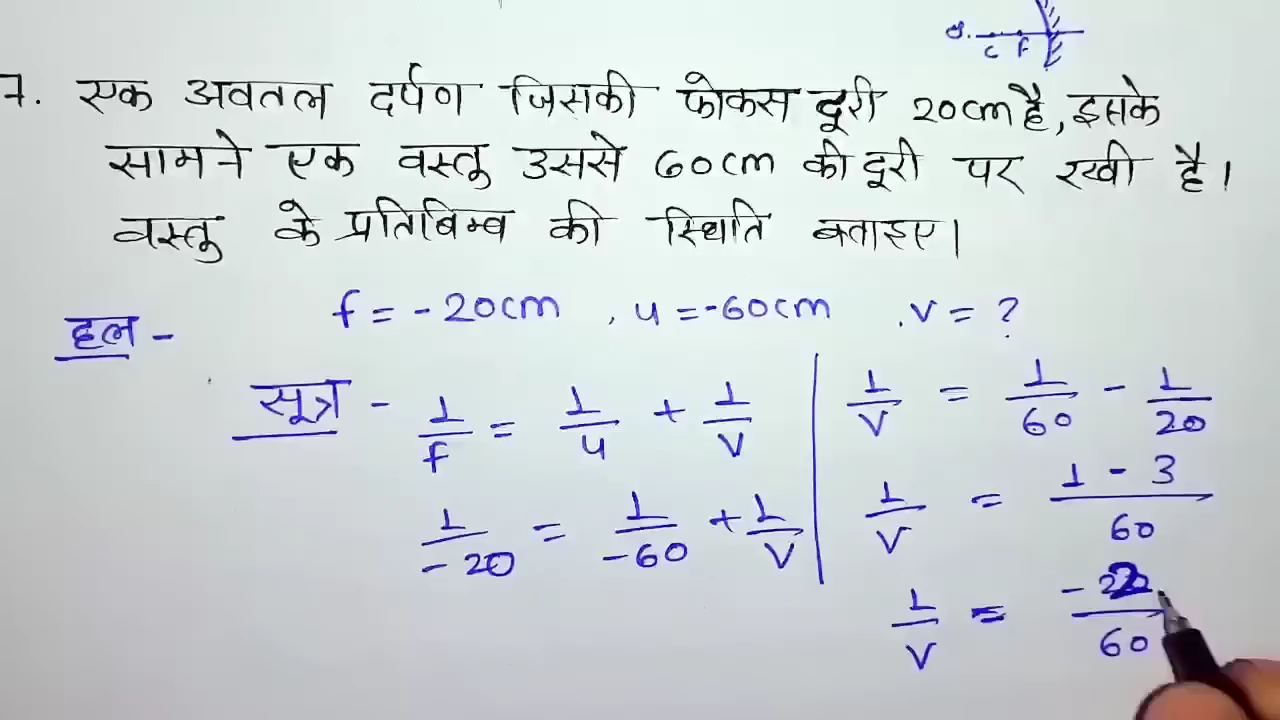 C F
7. एक अवतल दर्पण जिसकी फोकस दूरी 20cm है, इसके
सामने एक वस्तु उससे 60cm की दूरी पर रखी है।
वस्तु के प्रतिबिम्ब की स्थिति बताइए।
हल - f = -20cm , u = -60cm , v = ?
सूत्र - 1/f = 1/u + 1/v
1/-20 = 1/-60 + 1/v
1/v = 1/60 - 1/20
1/v = 1 - 3/60
1/v = /60